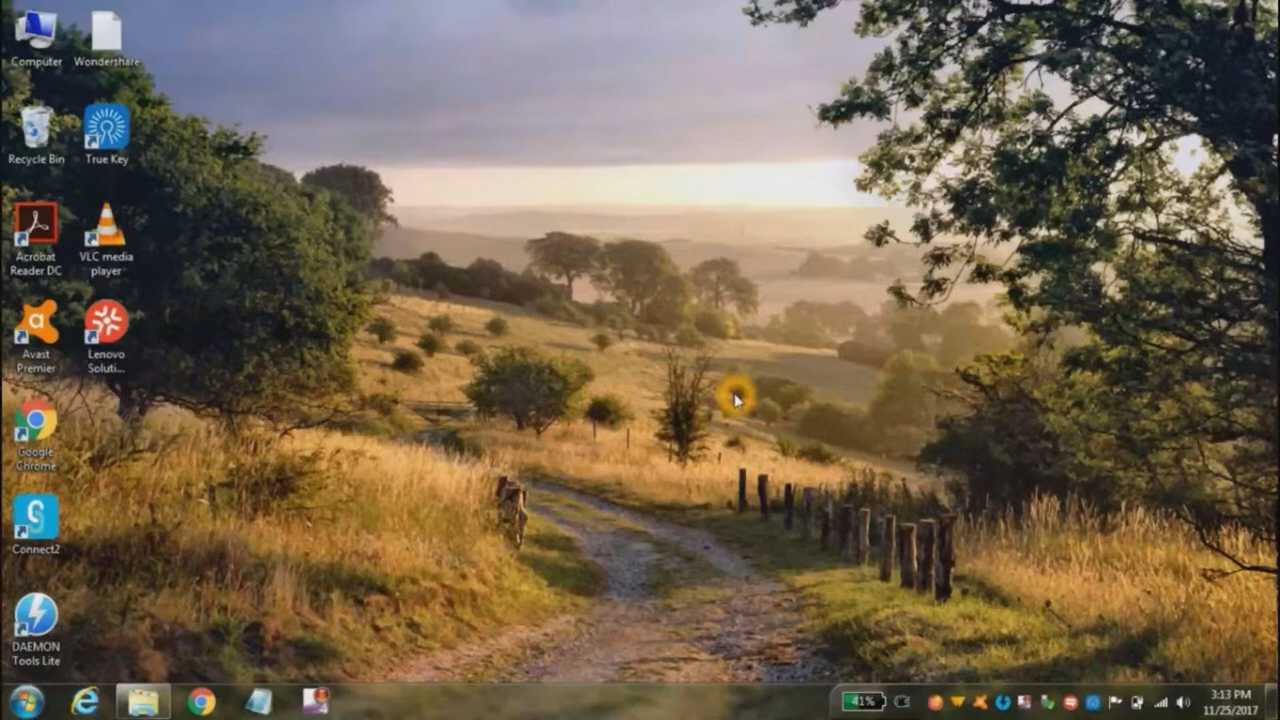 Computer
Wondershare
Recycle Bin
True Key
Acrobat
Reader DC
VLC media
player
Avast
Premier
Lenovo
Soluti...
Google
Chrome
Connect2
DAEMON
Tools Lite
41%
3:13 PM
11/25/2017